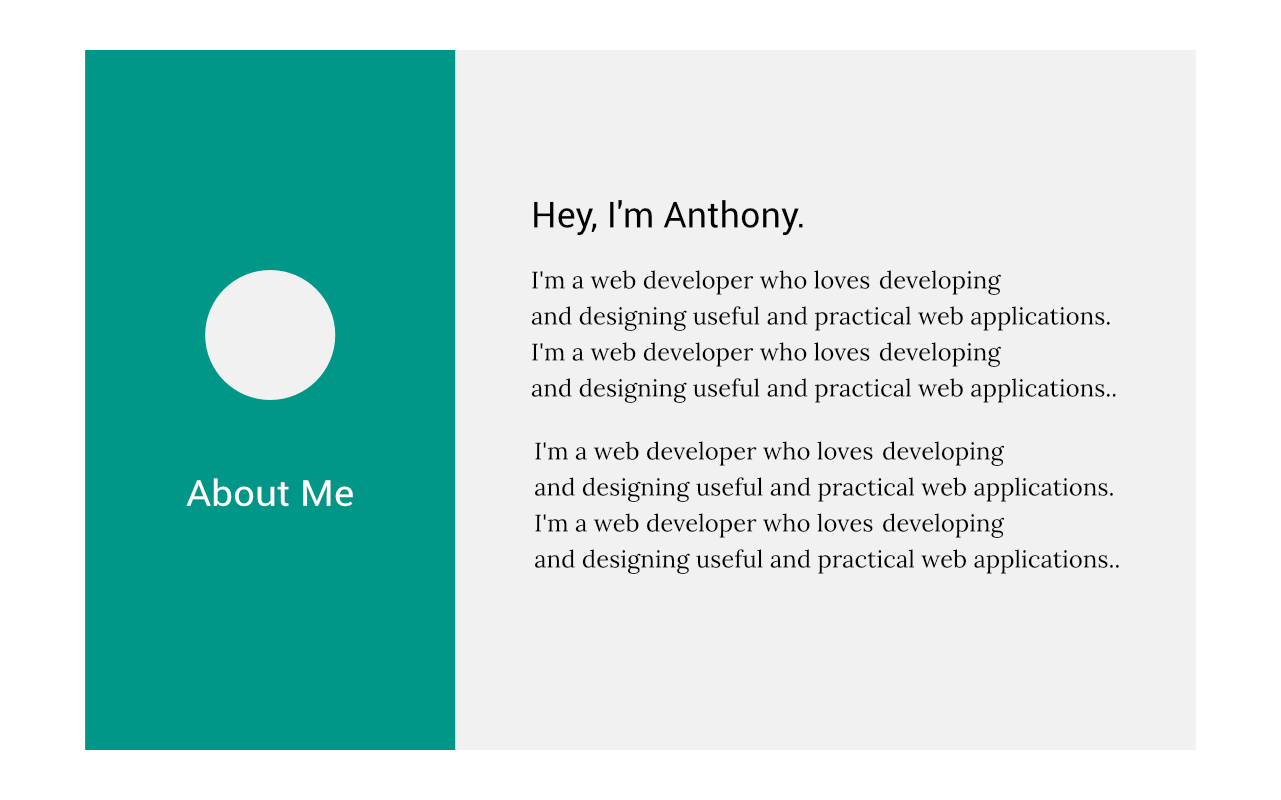 About Me
Hey, I'm Anthony.
I'm a web developer who loves developing
and designing useful and practical web applications.
I'm a web developer who loves developing
and designing useful and practical web applications..
I'm a web developer who loves developing
and designing useful and practical web applications.
I'm a web developer who loves developing
and designing useful and practical web applications..